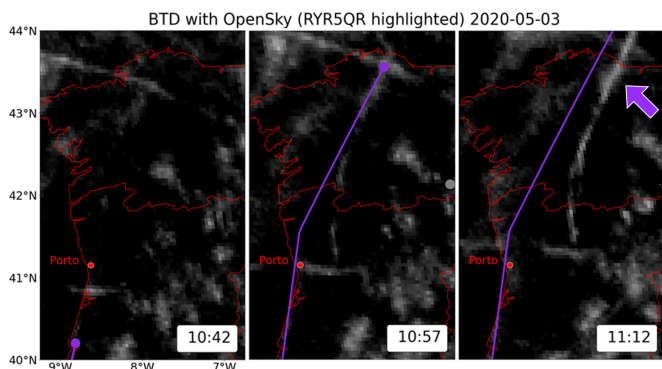 BTD with OpenSky (RYR5QR highlighted) 2020-05-03
44°N
43°N
42°N
41°N
40°N
Porto
Porto
Porto
10:42
10:57
11:12
9°W
8°W
7°W